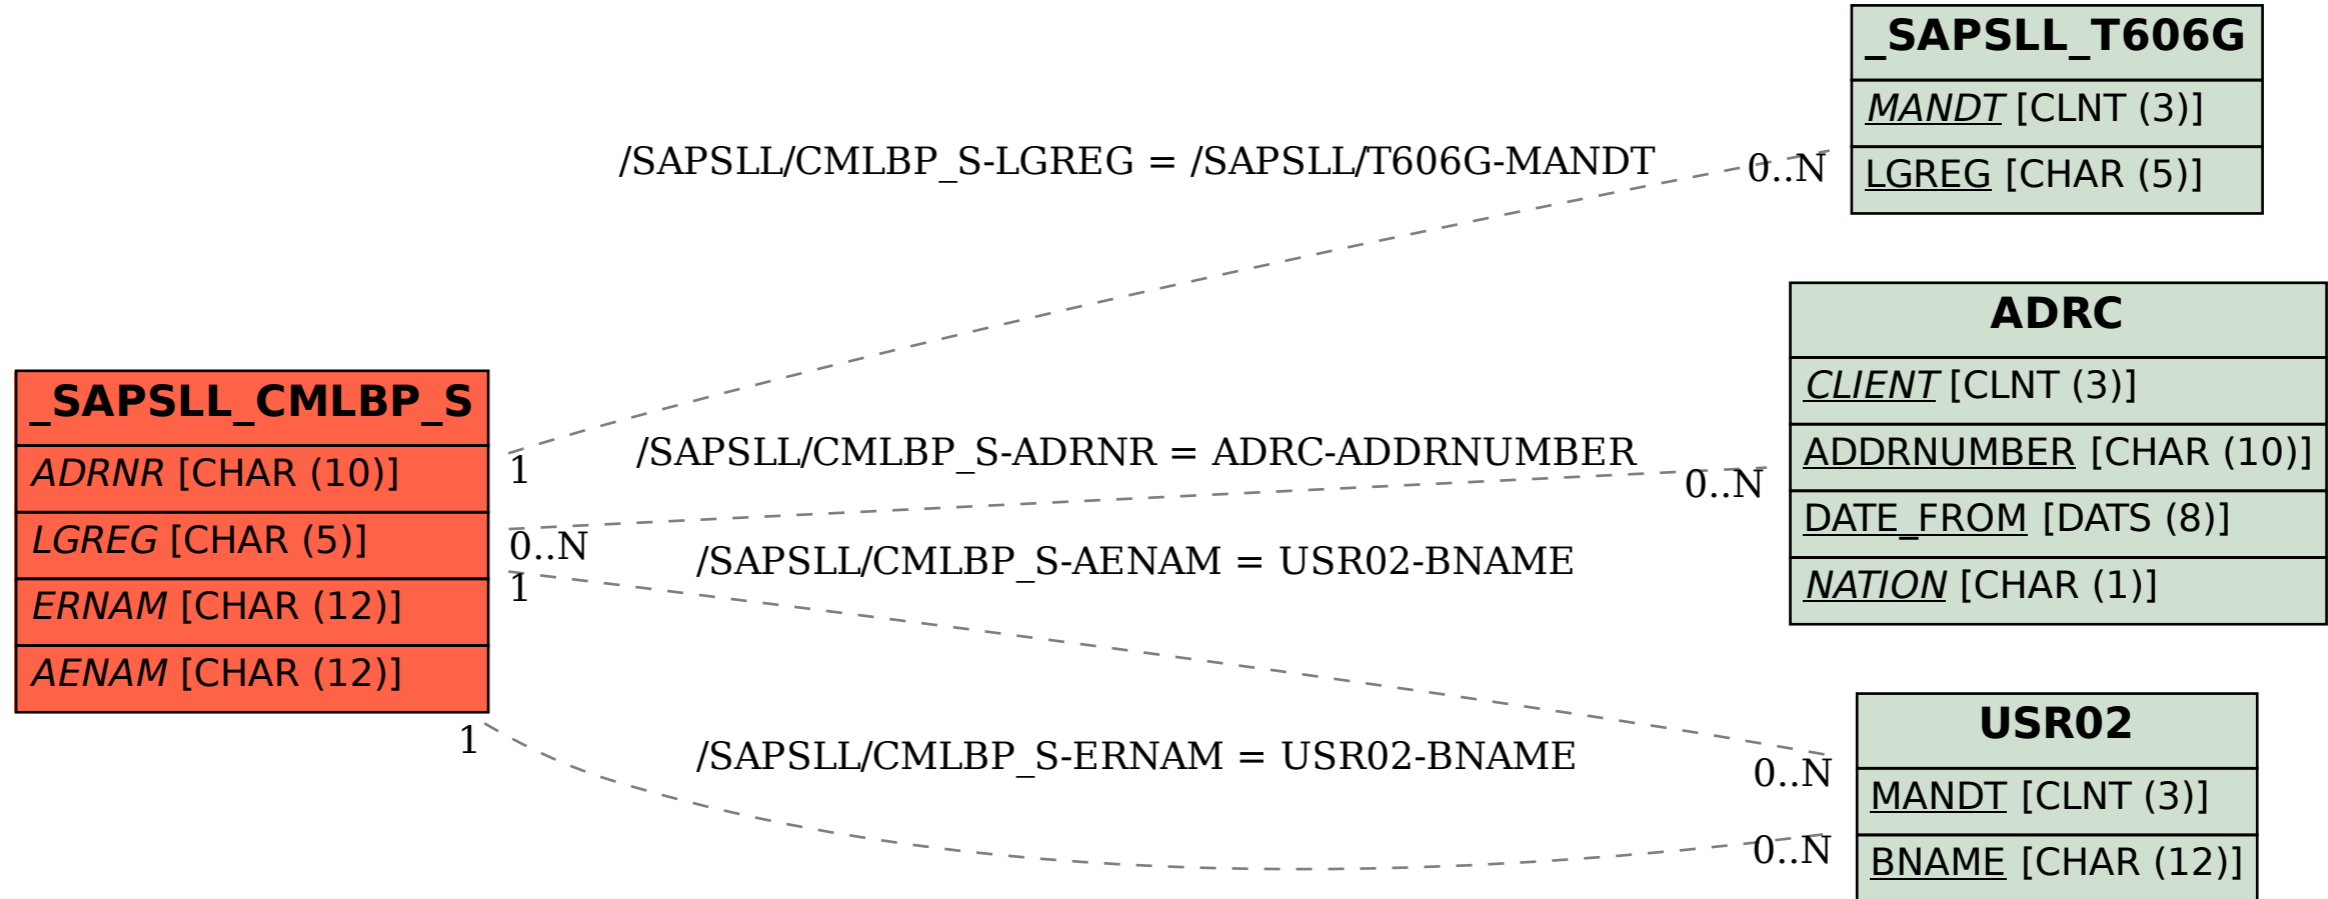 _SAPSLL_T606G
MANDT [CLNT (3)]
LGREG [CHAR (5)]
/SAPSLL/CMLBP_S-LGREG = /SAPSLL/T606G-MANDT
0..N
1
ADRC
CLIENT [CLNT (3)]
ADDRNUMBER [CHAR (10)]
DATE_FROM [DATS (8)]
NATION [CHAR (1)]
_SAPSLL_CMLBP_S
ADRNR [CHAR (10)]
LGREG [CHAR (5)]
ERNAM [CHAR (12)]
AENAM [CHAR (12)]
/SAPSLL/CMLBP_S-ADRNR = ADRC-ADDRNUMBER
0..N
0..N
/SAPSLL/CMLBP_S-AENAM = USR02-BNAME
1
0..N
/SAPSLL/CMLBP_S-ERNAM = USR02-BNAME
1
0..N
USR02
MANDT [CLNT (3)]
BNAME [CHAR (12)]